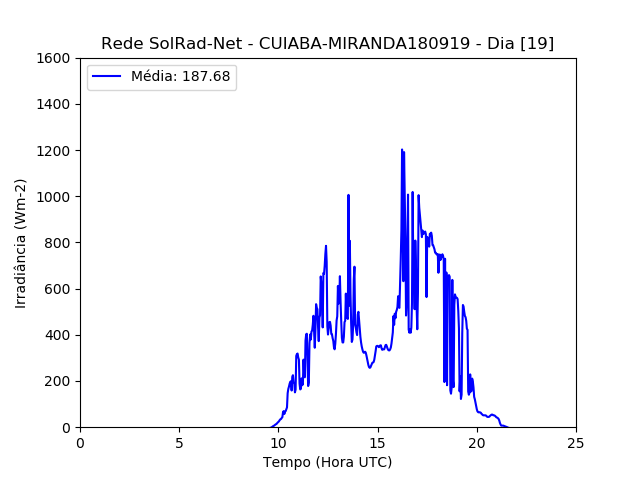 Rede SolRad-Net - CUIABA-MIRANDA180919 - Dia [19]
Média: 187.68
1600
1400
1200
1000
800
600
400
200
0
Irradiância (Wm-2)
0 5 10 15 20 25
Tempo (Hora UTC)